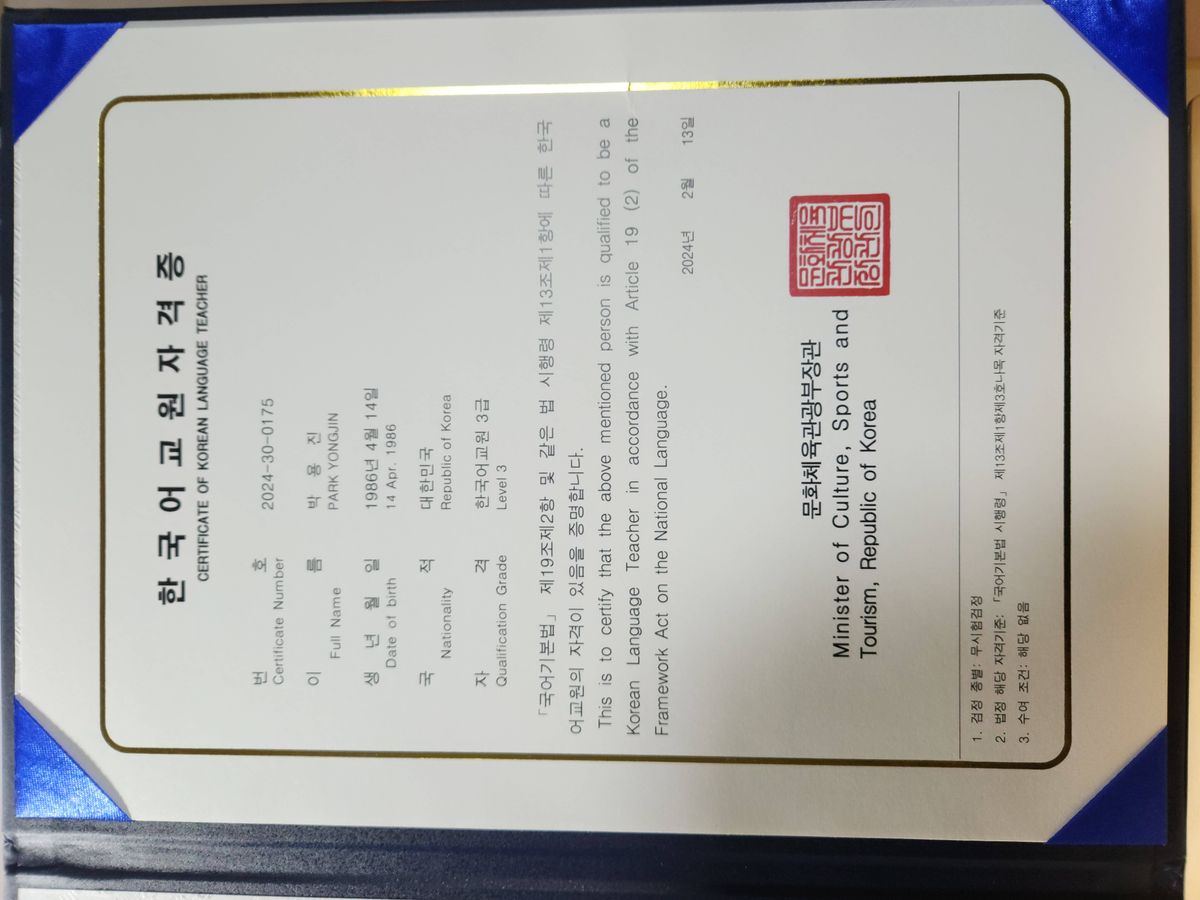 한국어교원자격증
CERTIFICATE OF KOREAN LANGUAGE TEACHER
번 호 2024-30-0175
Certificate Number
이 름 박 용 진
Full Name PARK YONGJIN
생 년 월 일 1986년 4월 14일
Date of birth 14 Apr. 1986
국 적 대한민국
Nationality Republic of Korea
자 격 한국어교원 3급
Qualification Grade Level 3
「국어기본법」 제19조제2항 및 같은 법 시행령 제13조제1항에 따른 한국
어교원의 자격이 있음을 증명합니다.
This is to certify that the above mentioned person is qualified to be a
Korean Language Teacher in accordance with Article 19 (2) of the
Framework Act on the National Language.
2024년 2월 13일
문화체육관광부장관
Minister of Culture, Sports and
Tourism, Republic of Korea
1. 검정 종별: 무시험검정
2. 법정 해당 자격기준: 「국어기본법 시행령」 제13조제1항제3호나목 자격기준
3. 수여 조건: 해당 없음